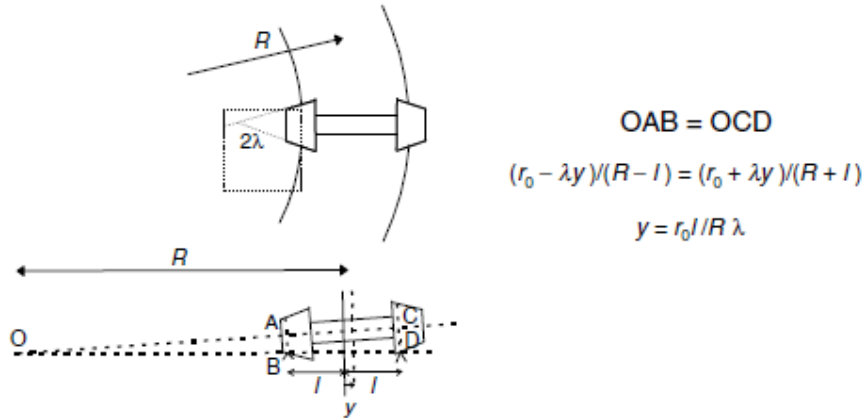 R
2λ
OAB = OCD
(r₀ – λy)/(R – l) = (r₀ + λy)/(R + l)
y = r₀l/R λ
R
O
A
C
D
B
l
l
y